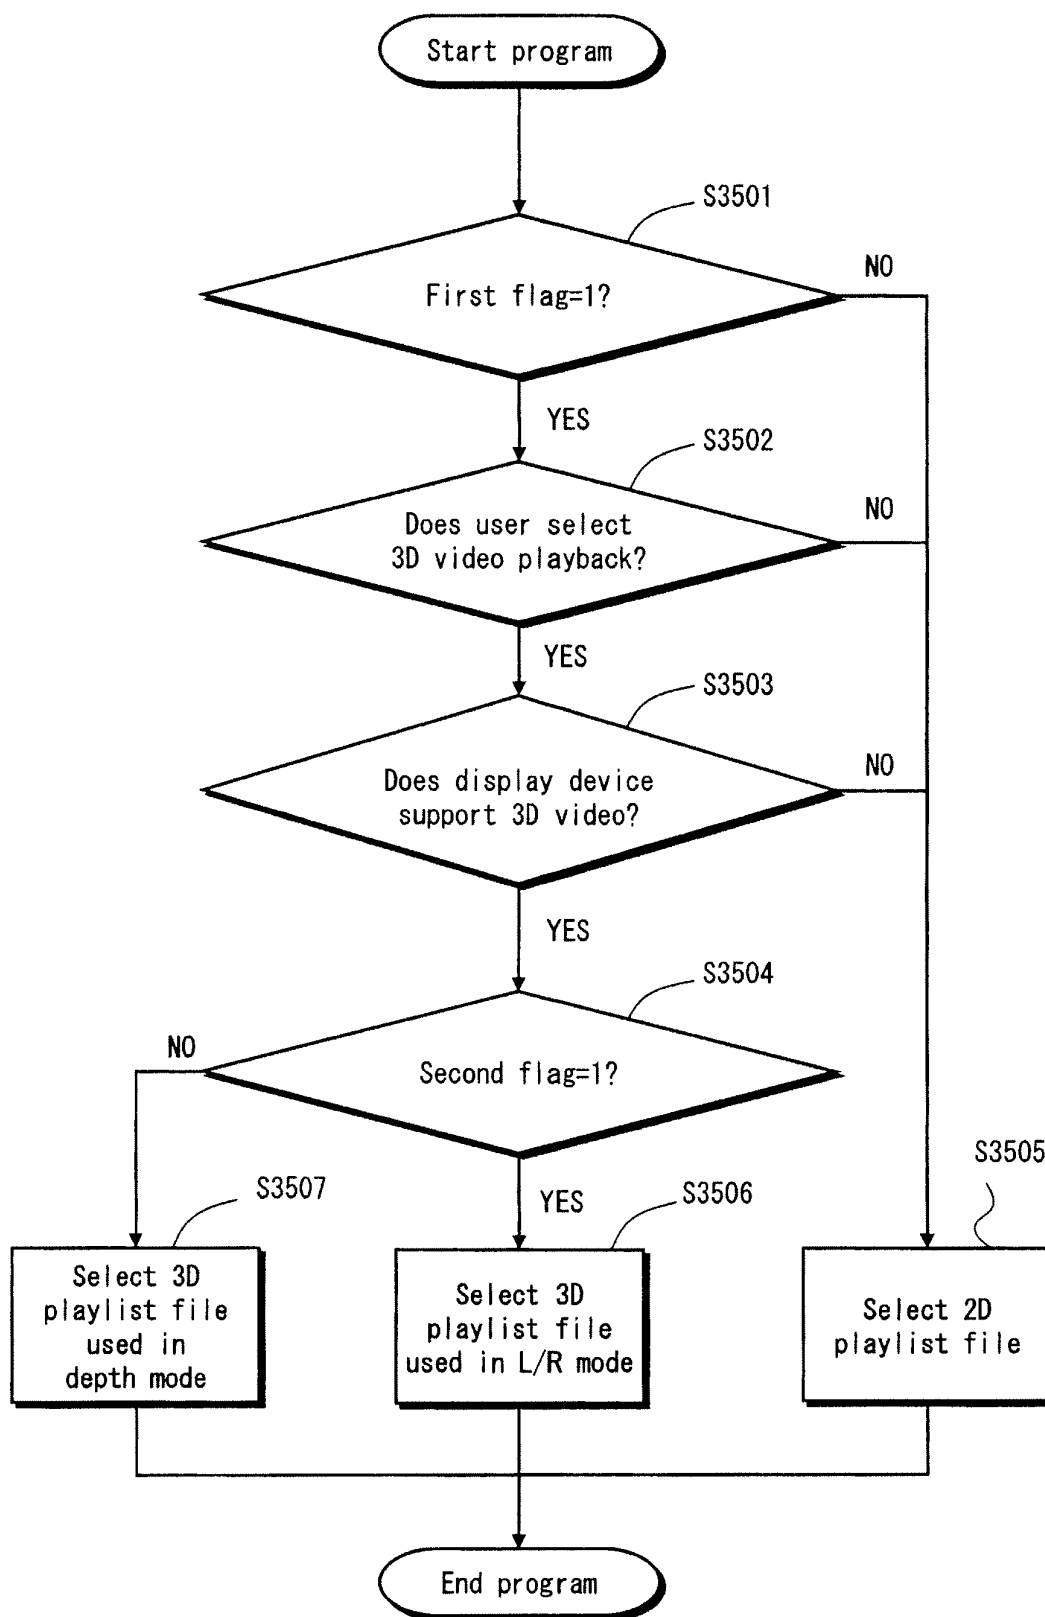 Start program
S3501
First flag=1?
NO
YES
S3502
Does user select
3D video playback?
NO
YES
S3503
Does display device
support 3D video?
NO
YES
S3504
NO
Second flag=1?
S3507
YES
S3506
S3505
Select 3D
playlist file
used in
depth mode
Select 3D
playlist file
used in L/R mode
Select 2D
playlist file
End program